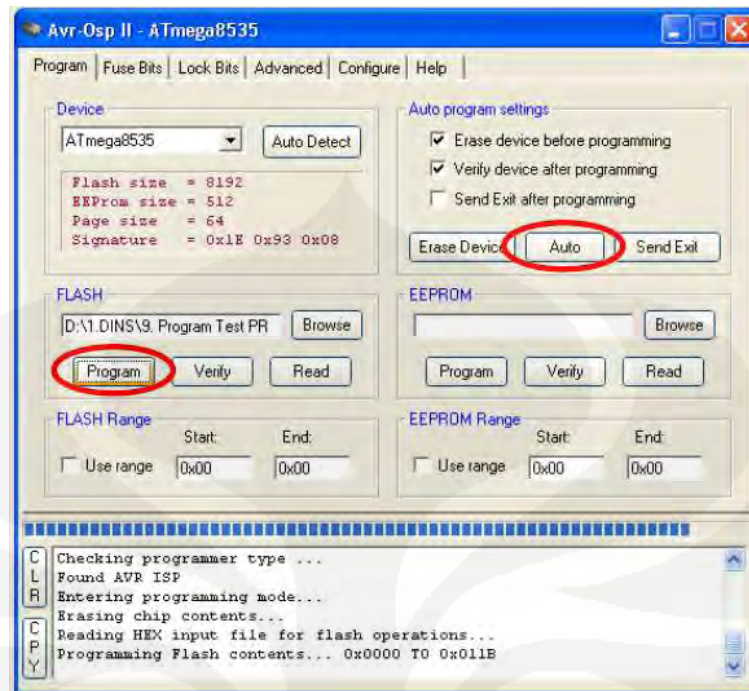 Avr-Osp II - ATmega8535
Program Fuse Bits Lock Bits Advanced Configure Help
Device
ATmega8535 Auto Detect
Flash size = 8192
EEProm size = 512
Page size = 64
Signature = 0x1E 0x93 0x08
Auto program settings
Erase device before programming
Verify device after programming
Send Exit after programming
Erase Device Auto Send Exit
FLASH
D:\1.DINS\9. Program Test PR Browse
Program Verify Read
EEPROM
Browse
Program Verify Read
FLASH Range
Start: End:
Use range 0x00 0x00
EEPROM Range
Start: End:
Use range 0x00 0x00
CLR
CPY
Checking programmer type ...
Found AVR ISP
Entering programming mode...
Erasing chip contents...
Reading HEX input file for flash operations...
Programming Flash contents... 0x0000 TO 0x011B